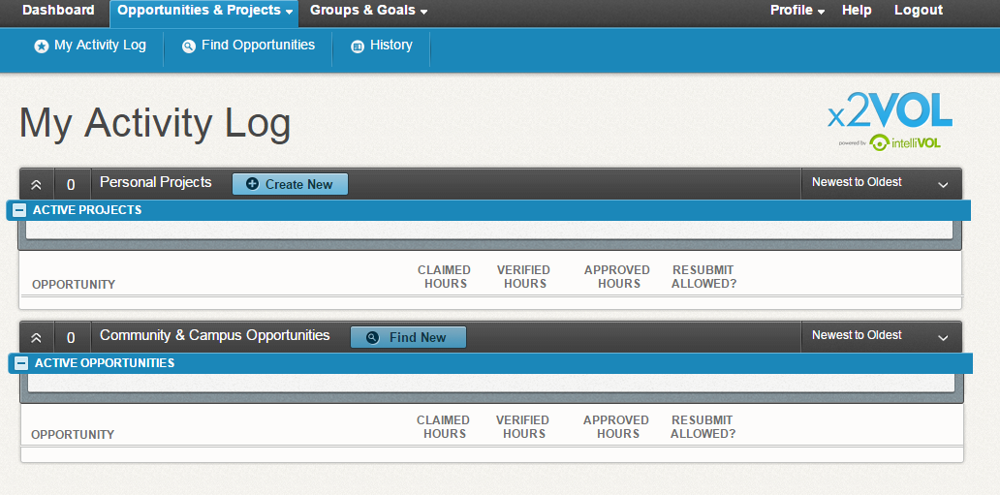 Dashboard Opportunities & Projects Groups & Goals Profile Help Logout
My Activity Log Find Opportunities History
My Activity Log
x2VOL
powered by intelliVOL
0 Personal Projects Create New Newest to Oldest
ACTIVE PROJECTS
OPPORTUNITY CLAIMED HOURS VERIFIED HOURS APPROVED HOURS RESUBMIT ALLOWED?
0 Community & Campus Opportunities Find New Newest to Oldest
ACTIVE OPPORTUNITIES
OPPORTUNITY CLAIMED HOURS VERIFIED HOURS APPROVED HOURS RESUBMIT ALLOWED?